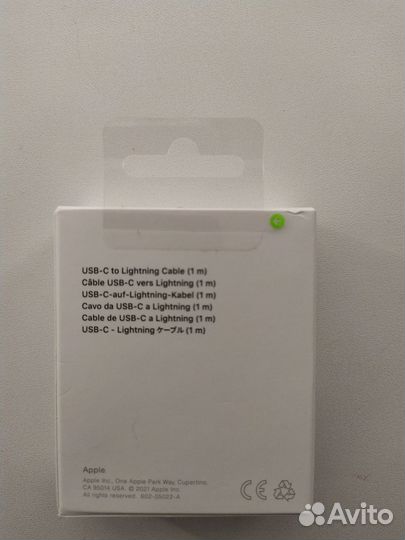 USB-C to Lightning Cable (1 m)
Câble USB-C vers Lightning (1 m)
USB-C-auf-Lightning-Kabel (1 m)
Cavo da USB-C a Lightning (1 m)
Cable de USB-C a Lightning (1 m)
USB-C - Lightning ケーブル (1 m)
Apple
Apple Inc., One Apple Park Way, Cupertino,
CA 95014 USA. © 2021 Apple Inc.
All rights reserved. 602-05022-A
CE
Avito